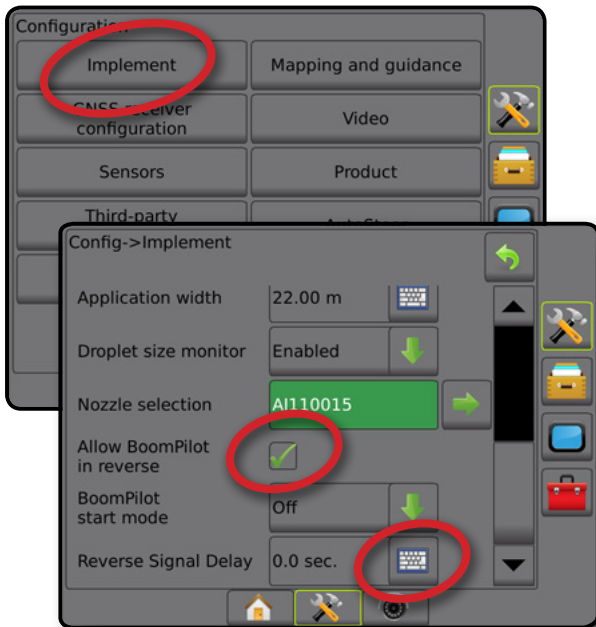 Configuration
Implement
Mapping and guidance
GNSS receiver
configuration
Video
Sensors
Product
Third-party
Config->Implement
Application width
22.00 m
Droplet size monitor
Enabled
Nozzle selection
AI110015
Allow BoomPilot
in reverse
BoomPilot
start mode
Off
Reverse Signal Delay
0.0 sec.